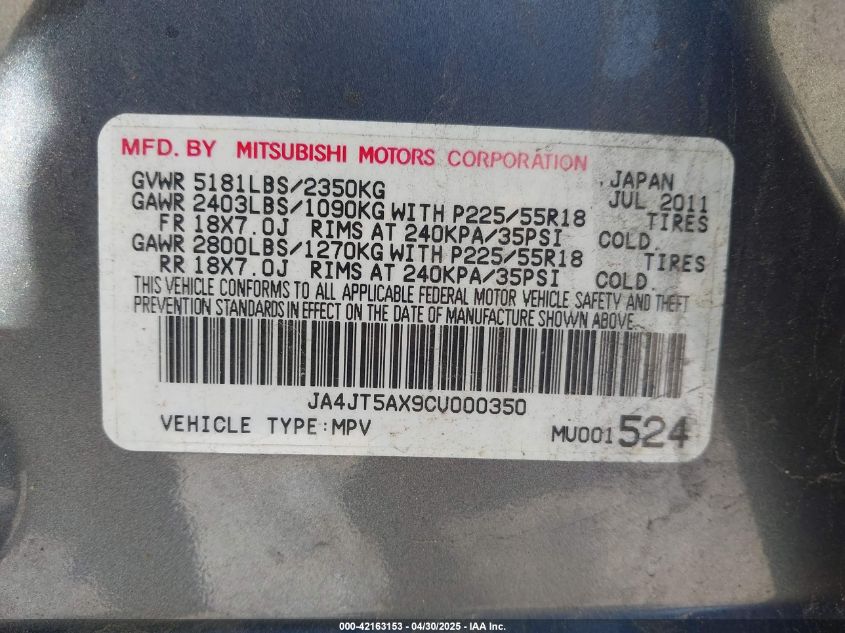 MFD. BY MITSUBISHI MOTORS CORPORATION
GVWR 5181LBS/2350KG JAPAN
GAWR 2403LBS/1090KG WITH P225/55R18 JUL 2011
FR 18X7.0J RIMS AT 240KPA/35PSI COLD. TIRES
GAWR 2800LBS/1270KG WITH P225/55R18 TIRES
RR 18X7.0J RIMS AT 240KPA/35PSI COLD.
THIS VEHICLE CONFORMS TO ALL APPLICABLE FEDERAL MOTOR VEHICLE SAFETY AND THEFT
PREVENTION STANDARDS IN EFFECT ON THE DATE OF MANUFACTURE SHOWN ABOVE.
JA4JT5AX9CU000350
VEHICLE TYPE:MPV MU001524
000-42163153 - 04/30/2025 - IAA Inc.